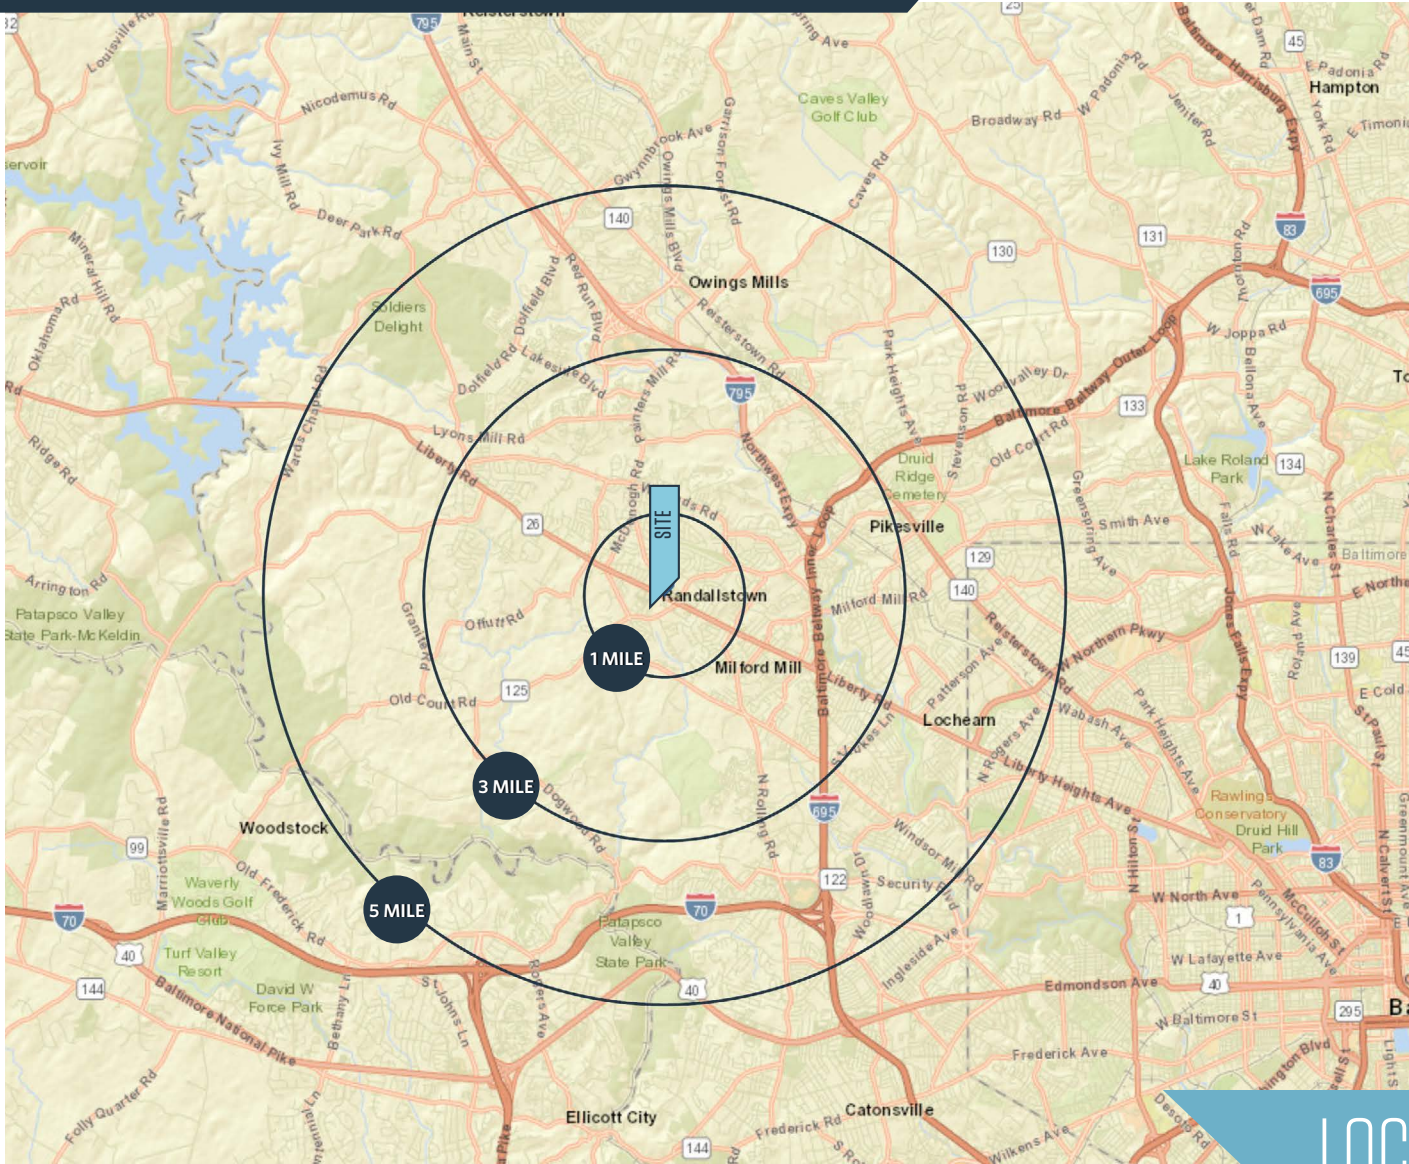 Main St
795
25
Louisville Rd
45
E Padonia Rd
Hampton
Baltimore Harrisburg Expy
W Padonia Rd
York Rd
Nicodemus Rd
Caves Valley
Golf Club
Broadway Rd
Jenifer Rd
Garrison Forest Rd
Gwynnbrook Ave
Owings Mills Blvd
Ivy Mill Rd
Caves Rd
Deer Park Rd
140
131
83
130
Mineral Hill Rd
Owings Mills
695
Oklahoma Rd
Soldiers
Delight
Dolfield Blvd
Red Run Blvd
Reisterstown Rd
Park Heights Ave
W Joppa Rd
Dolfield Rd
Lakeside Blvd
Painters Mill Rd
Woodvalley Dr
Baltimore Beltway Outer Loop
Bellona Ave
795
Stevenson Rd
133
Wards Chapel Rd
Lyons Mill Rd
Liberty Rd
Old Court Rd
Ridge Rd
Northwest Expy
Druid
Ridge
Cemetery
Lake Roland
Park
134
McDonogh Rd
Greenspring Ave
Falls Rd
N Charles St
SITE
26
Pikesville
Smith Ave
W Lake Ave
129
Baltimore
Arrington Rd
140
Randallstown
Milford Mill Rd
Patapsco Valley
State Park-McKeldin
Granite Rd
Offutt Rd
Baltimore Beltway Inner Loop
Reisterstown Rd
W Northern Pkwy
Jones Falls Expy
Roland Ave
1 MILE
Milford Mill
139
45
Patterson Ave
125
Old Court Rd
Liberty Rd
Lochearn
Wabash Ave
Park Heights Ave
St Paul St
N Rogers Ave
3 MILE
Dogwood Rd
N Rolling Rd
Liberty Heights Ave
695
Rawlings
Conservatory
Druid Hill
Park
Woodstock
Marriottsville Rd
99
Windsor Mill Rd
N Hilton St
83
N Calvert St
Greenmount Ave
Old Frederick Rd
Waverly
Woods Golf
Club
122
Security Blvd
Woodlawn Dr
W North Ave
5 MILE
70
70
1
Pennsylvania Ave
McCulloh St
Patapsco
Valley
State Park
40
Turf Valley
Resort
Ingleside Ave
W Lafayette Ave
144
David W
Force Park
St Johns Ln
Rogers Ave
40
Edmondson Ave
40
Bethany Ln
Baltimore National Pike
295
W Baltimore St
Frederick Ave
Folly Quarter Rd
Ellicott City
Catonsville
Frederick Rd
144
Wilkens Ave
Desoto Rd